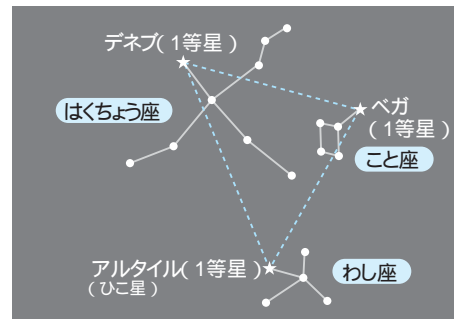 デネブ(1等星)
はくちょう座
ベガ
(1等星)
こと座
アルタイル(1等星)
(ひこ星)
わし座